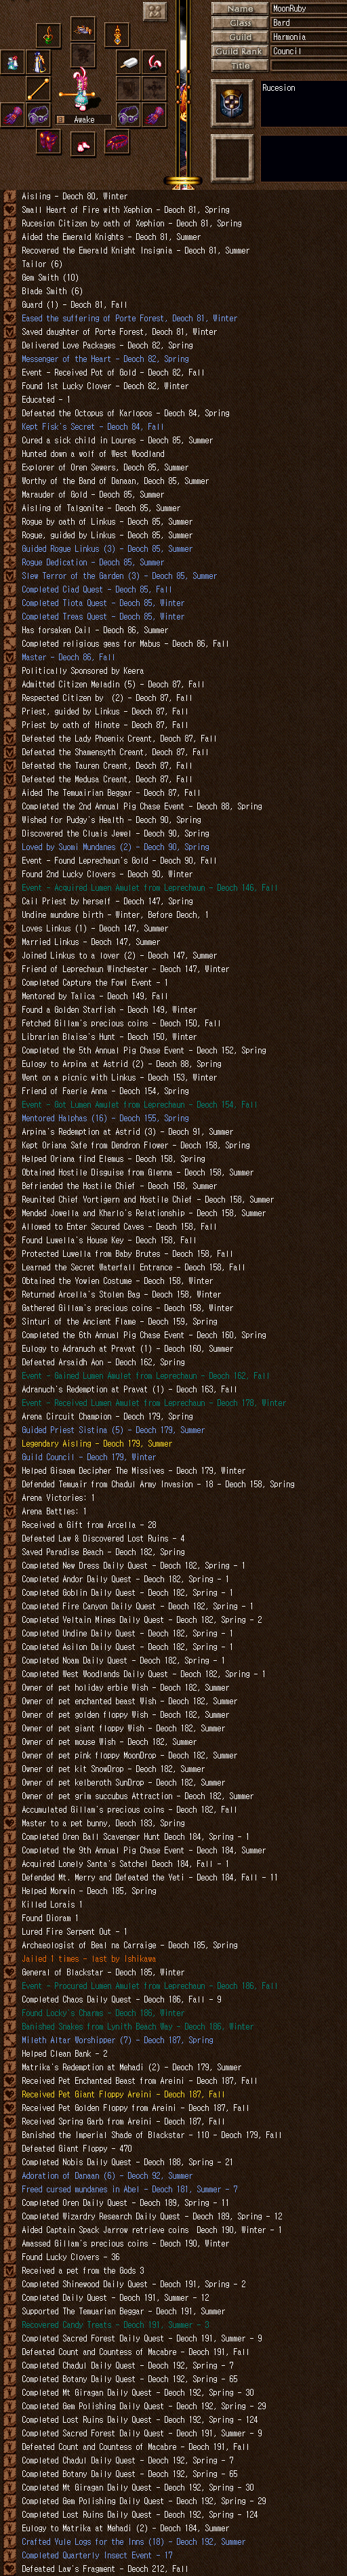 Name MoonRuby
Class Bard
Guild Harmonia
Guild Rank Council
Title
Rucesion
Awake
Aisling - Deoch 80, Winter
Small Heart of Fire with Xephion - Deoch 81, Spring
Rucesion Citizen by oath of Xephion - Deoch 81, Spring
Aided the Emerald Knights - Deoch 81, Summer
Recovered the Emerald Knight Insignia - Deoch 81, Summer
Tailor (6)
Gem Smith (10)
Blade Smith (6)
Guard (1) - Deoch 81, Fall
Eased the suffering of Porte Forest, Deoch 81, Winter
Saved daughter of Porte Forest, Deoch 81, Winter
Delivered Love Packages - Deoch 82, Spring
Messenger of the Heart - Deoch 82, Spring
Event - Received Pot of Gold - Deoch 82, Fall
Found 1st Lucky Clover - Deoch 82, Winter
Educated - 1
Defeated the Octopus of Karlopos - Deoch 84, Spring
Kept Fisk's Secret - Deoch 84, Fall
Cured a sick child in Loures - Deoch 85, Summer
Hunted down a wolf of West Woodland
Explorer of Oren Sewers, Deoch 85, Summer
Worthy of the Band of Danaan, Deoch 85, Summer
Marauder of Gold - Deoch 85, Summer
Aisling of Talgonite - Deoch 85, Summer
Rogue by oath of Linkus - Deoch 85, Summer
Rogue, guided by Linkus - Deoch 85, Summer
Guided Rogue Linkus (3) - Deoch 85, Summer
Rogue Dedication - Deoch 85, Summer
Slew Terror of the Garden (3) - Deoch 85, Summer
Completed Ciad Quest - Deoch 85, Fall
Completed Tiota Quest - Deoch 85, Winter
Completed Treas Quest - Deoch 85, Winter
Has forsaken Cail - Deoch 86, Summer
Completed religious geas for Mabus - Deoch 86, Fall
Master - Deoch 86, Fall
Politically Sponsored by Keera
Admitted Citizen Meladin (5) - Deoch 87, Fall
Respected Citizen by (2) - Deoch 87, Fall
Priest, guided by Linkus - Deoch 87, Fall
Priest by oath of Hinote - Deoch 87, Fall
Defeated the Lady Phoenix Creant, Deoch 87, Fall
Defeated the Shamensyth Creant, Deoch 87, Fall
Defeated the Tauren Creant, Deoch 87, Fall
Defeated the Medusa Creant, Deoch 87, Fall
Aided The Temuairian Beggar - Deoch 87, Fall
Completed the 2nd Annual Pig Chase Event - Deoch 88, Spring
Wished for Pudgy's Health - Deoch 90, Spring
Discovered the Cluais Jewel - Deoch 90, Spring
Loved by Suomi Mundanes (2) - Deoch 90, Spring
Event - Found Leprechaun's Gold - Deoch 90, Fall
Found 2nd Lucky Clovers - Deoch 90, Winter
Event - Acquired Lumen Amulet from Leprechaun - Deoch 146, Fall
Cail Priest by herself - Deoch 147, Spring
Undine mundane birth - Winter, Before Deoch, 1
Loves Linkus (1) - Deoch 147, Summer
Married Linkus - Deoch 147, Summer
Joined Linkus to a lover (2) - Deoch 147, Summer
Friend of Leprechaun Winchester - Deoch 147, Winter
Completed Capture the Fowl Event - 1
Mentored by Talica - Deoch 149, Fall
Found a Golden Starfish - Deoch 149, Winter
Fetched Gillam's precious coins - Deoch 150, Fall
Librarian Blaise's Hunt - Deoch 150, Winter
Completed the 5th Annual Pig Chase Event - Deoch 152, Spring
Eulogy to Arpina at Astrid (2) - Deoch 88, Spring
Went on a picnic with Linkus - Deoch 153, Winter
Friend of Faerie Anna - Deoch 154, Spring
Event - Got Lumen Amulet from Leprechaun - Deoch 154, Fall
Mentored Halphas (16) - Deoch 155, Spring
Arpina's Redemption at Astrid (3) - Deoch 91, Summer
Kept Oriana Safe from Dendron Flower - Deoch 158, Spring
Helped Oriana find Elemus - Deoch 158, Spring
Obtained Hostile Disguise from Glenna - Deoch 158, Summer
Befriended the Hostile Chief - Deoch 158, Summer
Reunited Chief Vortigern and Hostile Chief - Deoch 158, Summer
Mended Jowella and Khario's Relationship - Deoch 158, Summer
Allowed to Enter Secured Caves - Deoch 158, Fall
Found Luwella's House Key - Deoch 158, Fall
Protected Luwella from Baby Brutes - Deoch 158, Fall
Learned the Secret Waterfall Entrance - Deoch 158, Fall
Obtained the Yowien Costume - Deoch 158, Winter
Returned Arcella's Stolen Bag - Deoch 158, Winter
Gathered Gillam's precious coins - Deoch 158, Winter
Sinturi of the Ancient Flame - Deoch 159, Spring
Completed the 6th Annual Pig Chase Event - Deoch 160, Spring
Eulogy to Adranuch at Pravat (1) - Deoch 160, Summer
Defeated Arsaidh Aon - Deoch 162, Spring
Event - Gained Lumen Amulet from Leprechaun - Deoch 162, Fall
Adranuch's Redemption at Pravat (1) - Deoch 163, Fall
Event - Received Lumen Amulet from Leprechaun - Deoch 178, Winter
Arena Circuit Champion - Deoch 179, Spring
Guided Priest Sistina (5) - Deoch 179, Summer
Legendary Aisling - Deoch 179, Summer
Guild Council - Deoch 179, Winter
Helped Gisaem Decipher The Missives - Deoch 179, Winter
Defended Temuair from Chadul Army Invasion - 18 - Deoch 158, Spring
Arena Victories: 1
Arena Battles: 1
Received a Gift from Arcella - 28
Defeated Law & Discovered Lost Ruins - 4
Saved Paradise Beach - Deoch 182, Spring
Completed New Dress Daily Quest - Deoch 182, Spring - 1
Completed Andor Daily Quest - Deoch 182, Spring - 1
Completed Goblin Daily Quest - Deoch 182, Spring - 1
Completed Fire Canyon Daily Quest - Deoch 182, Spring - 1
Completed Veltain Mines Daily Quest - Deoch 182, Spring - 2
Completed Undine Daily Quest - Deoch 182, Spring - 1
Completed Asilon Daily Quest - Deoch 182, Spring - 1
Completed Noam Daily Quest - Deoch 182, Spring - 1
Completed West Woodlands Daily Quest - Deoch 182, Spring - 1
Owner of pet holiday erbie Wish - Deoch 182, Summer
Owner of pet enchanted beast Wish - Deoch 182, Summer
Owner of pet golden floppy Wish - Deoch 182, Summer
Owner of pet giant floppy Wish - Deoch 182, Summer
Owner of pet mouse Wish - Deoch 182, Summer
Owner of pet pink floppy MoonDrop - Deoch 182, Summer
Owner of pet kit SnowDrop - Deoch 182, Summer
Owner of pet kelberoth SunDrop - Deoch 182, Summer
Owner of pet grim succubus Attraction - Deoch 182, Summer
Accumulated Gillam's precious coins - Deoch 182, Fall
Master to a pet bunny, Deoch 183, Spring
Completed Oren Ball Scavenger Hunt Deoch 184, Spring - 1
Completed the 9th Annual Pig Chase Event - Deoch 184, Summer
Acquired Lonely Santa's Satchel Deoch 184, Fall - 1
Defended Mt. Merry and Defeated the Yeti - Deoch 184, Fall - 11
Helped Morwin - Deoch 185, Spring
Killed Lorais 1
Found Dioram 1
Lured Fire Serpent Out - 1
Archaeologist of Beal na Carraige - Deoch 185, Spring
Jailed 1 times - last by Ishikawa
General of Blackstar - Deoch 185, Winter
Event - Procured Lumen Amulet from Leprechaun - Deoch 186, Fall
Completed Chaos Daily Quest - Deoch 186, Fall - 9
Found Locky's Charms - Deoch 186, Winter
Banished Snakes from Lynith Beach Way - Deoch 186, Winter
Mileth Altar Worshipper (7) - Deoch 187, Spring
Helped Clean Bank - 2
Matrika's Redemption at Mehadi (2) - Deoch 179, Summer
Received Pet Enchanted Beast from Areini - Deoch 187, Fall
Received Pet Giant Floppy Areini - Deoch 187, Fall
Received Pet Golden Floppy from Areini - Deoch 187, Fall
Received Spring Garb from Areini - Deoch 187, Fall
Banished the Imperial Shade of Blackstar - 110 - Deoch 179, Fall
Defeated Giant Floppy - 470
Completed Nobis Daily Quest - Deoch 188, Spring - 21
Adoration of Danaan (6) - Deoch 92, Summer
Freed cursed mundanes in Abel - Deoch 181, Summer - 7
Completed Oren Daily Quest - Deoch 189, Spring - 11
Completed Wizardry Research Daily Quest - Deoch 189, Spring - 12
Aided Captain Spack Jarrow retrieve coins Deoch 190, Winter - 1
Amassed Gillam's precious coins - Deoch 190, Winter
Found Lucky Clovers - 36
Received a pet from the Gods 3
Completed Shinewood Daily Quest - Deoch 191, Spring - 2
Completed Daily Quest - Deoch 191, Summer - 12
Supported The Temuarian Beggar - Deoch 191, Summer
Recovered Candy Treats - Deoch 191, Summer - 3
Completed Sacred Forest Daily Quest - Deoch 191, Summer - 9
Defeated Count and Countess of Macabre - Deoch 191, Fall
Completed Chadul Daily Quest - Deoch 192, Spring - 7
Completed Botany Daily Quest - Deoch 192, Spring - 65
Completed Mt Giragan Daily Quest - Deoch 192, Spring - 30
Completed Gem Polishing Daily Quest - Deoch 192, Spring - 29
Completed Lost Ruins Daily Quest - Deoch 192, Spring - 124
Completed Sacred Forest Daily Quest - Deoch 191, Summer - 9
Defeated Count and Countess of Macabre - Deoch 191, Fall
Completed Chadul Daily Quest - Deoch 192, Spring - 7
Completed Botany Daily Quest - Deoch 192, Spring - 65
Completed Mt Giragan Daily Quest - Deoch 192, Spring - 30
Completed Gem Polishing Daily Quest - Deoch 192, Spring - 29
Completed Lost Ruins Daily Quest - Deoch 192, Spring - 124
Eulogy to Matrika at Mehadi (2) - Deoch 184, Summer
Crafted Yule Logs for the Inns (18) - Deoch 192, Summer
Completed Quarterly Insect Event - 17
Defeated Law's Fragment - Deoch 212, Fall